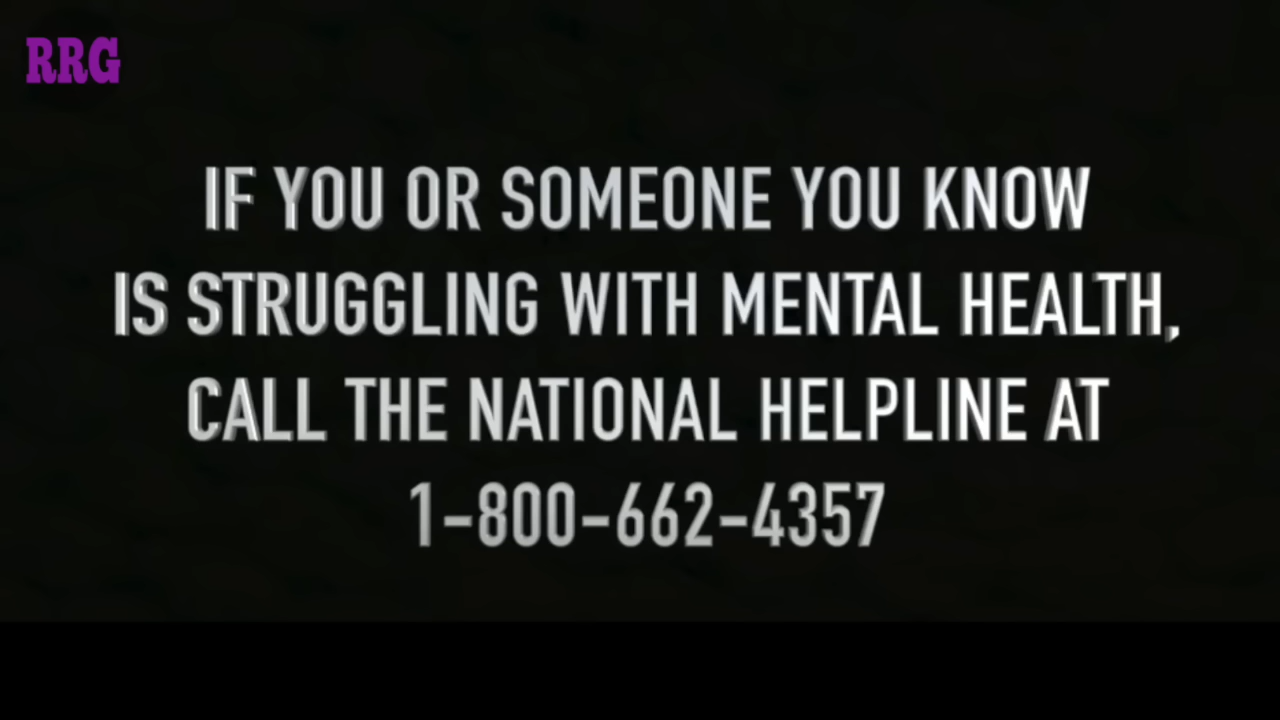 RRG
IF YOU OR SOMEONE YOU KNOW
IS STRUGGLING WITH MENTAL HEALTH,
CALL THE NATIONAL HELPLINE AT
1-800-662-4357